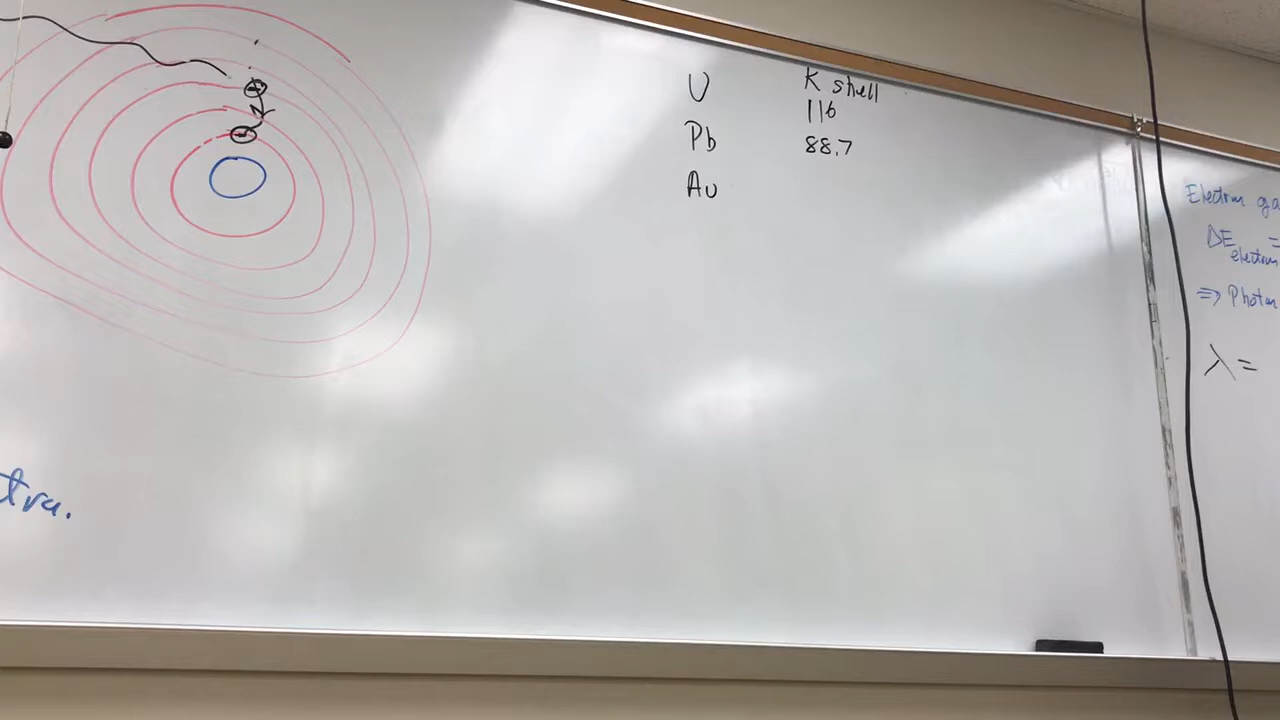 U K shell
116
Pb 88.7
Au
tra.
Electron ga
ΔE electron =
⇒ Photon
λ =